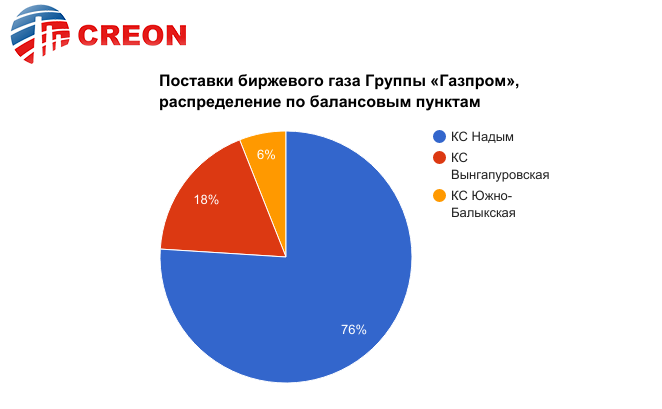 CREON
Поставки биржевого газа Группы «Газпром»,
распределение по балансовым пунктам
КС Надым
КС
Вынгапуровская
КС Южно-
Балыкская
6%
18%
76%